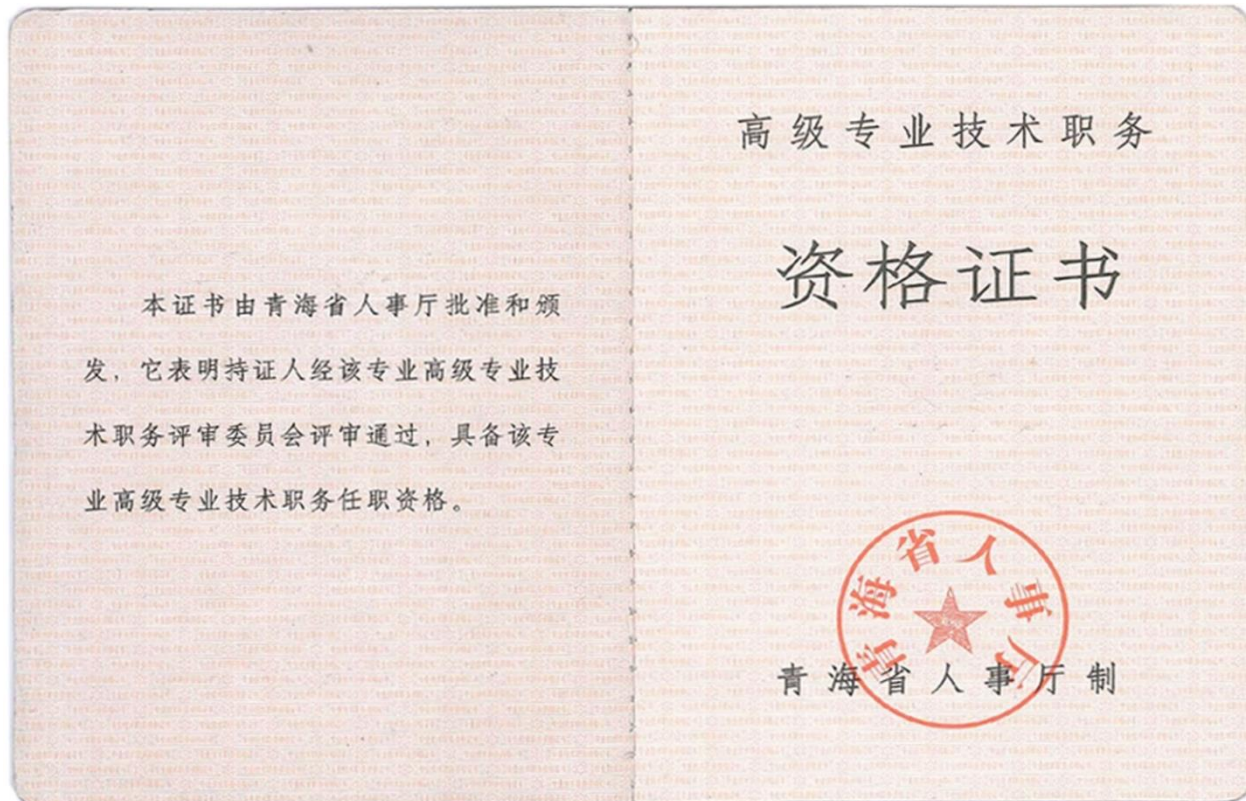 本证书由青海省人事厅批准和颁
发，它表明持证人经该专业高级专业技
术职务评审委员会评审通过，具备该专
业高级专业技术职务任职资格。
高级专业技术职务
资格证书
青海省人事厅
青海省人事厅制